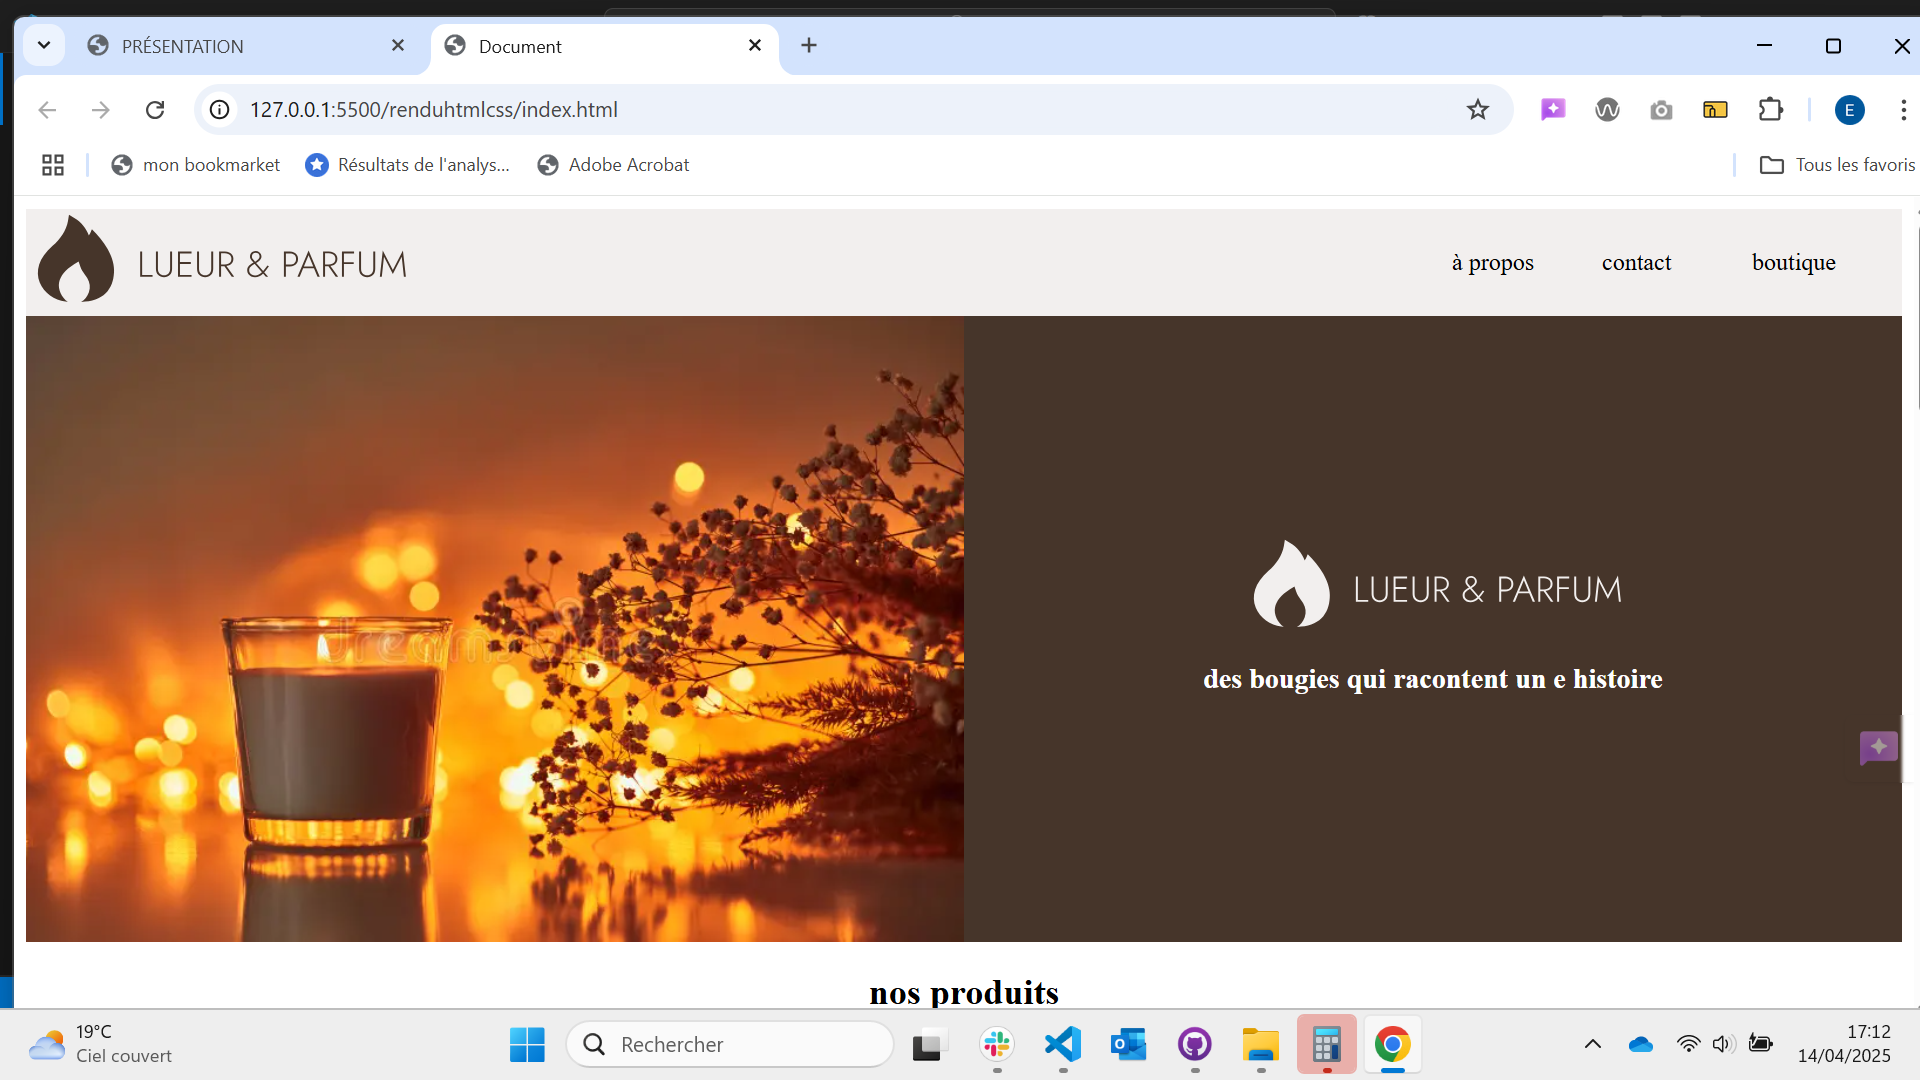 PRÉSENTATION
Document
127.0.0.1:5500/renduhtmlcss/index.html
E
mon bookmarket
Résultats de l'analys...
Adobe Acrobat
Tous les favoris
LUEUR & PARFUM
à propos
contact
boutique
dreamstime
LUEUR & PARFUM
des bougies qui racontent un e histoire
nos produits
19°C
Ciel couvert
Rechercher
17:12
14/04/2025